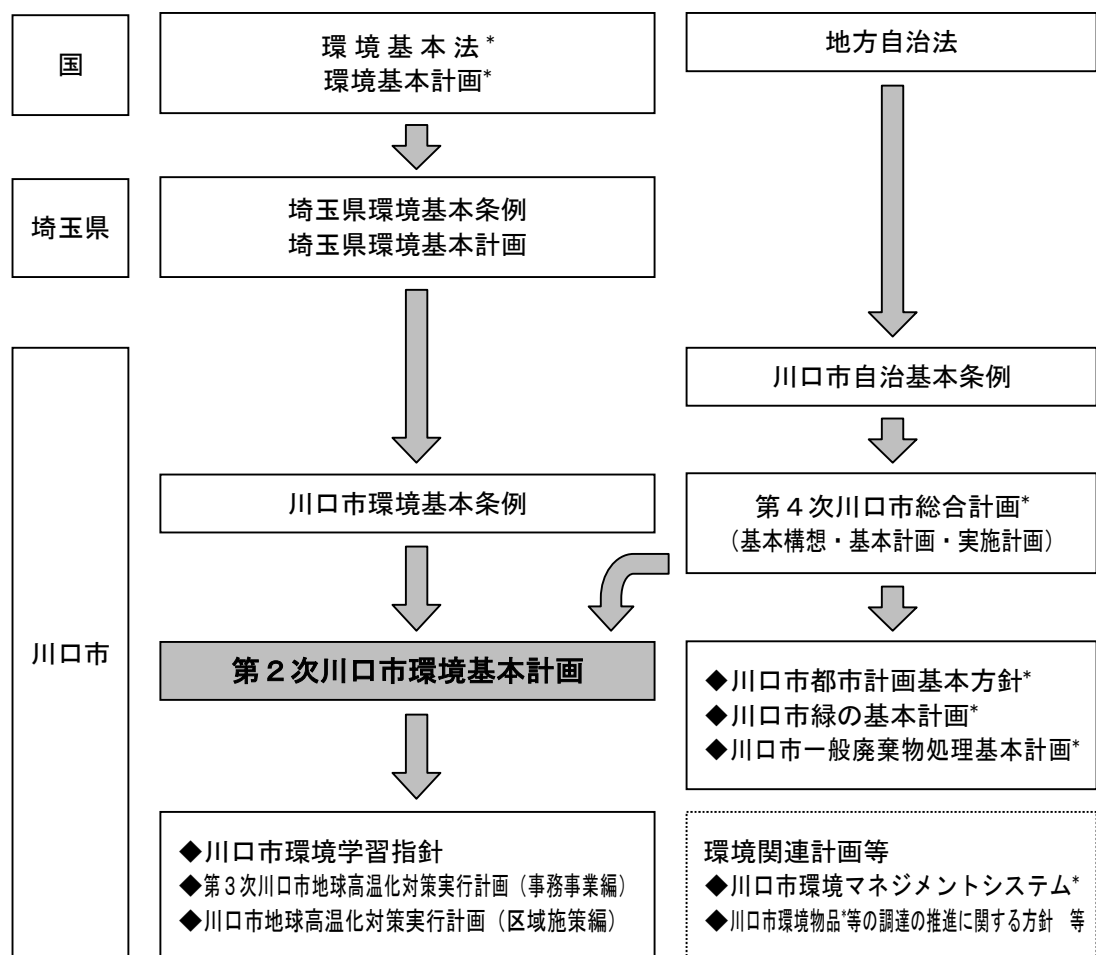 国
環境基本法*
環境基本計画*
地方自治法
埼玉県
埼玉県環境基本条例
埼玉県環境基本計画
川口市
川口市自治基本条例
川口市環境基本条例
第４次川口市総合計画*
（基本構想・基本計画・実施計画）
第２次川口市環境基本計画
◆川口市都市計画基本方針*
◆川口市緑の基本計画*
◆川口市一般廃棄物処理基本計画*
◆川口市環境学習指針
◆第３次川口市地球高温化対策実行計画（事務事業編）
◆川口市地球高温化対策実行計画（区域施策編）
環境関連計画等
◆川口市環境マネジメントシステム*
◆川口市環境物品*等の調達の推進に関する方針　等